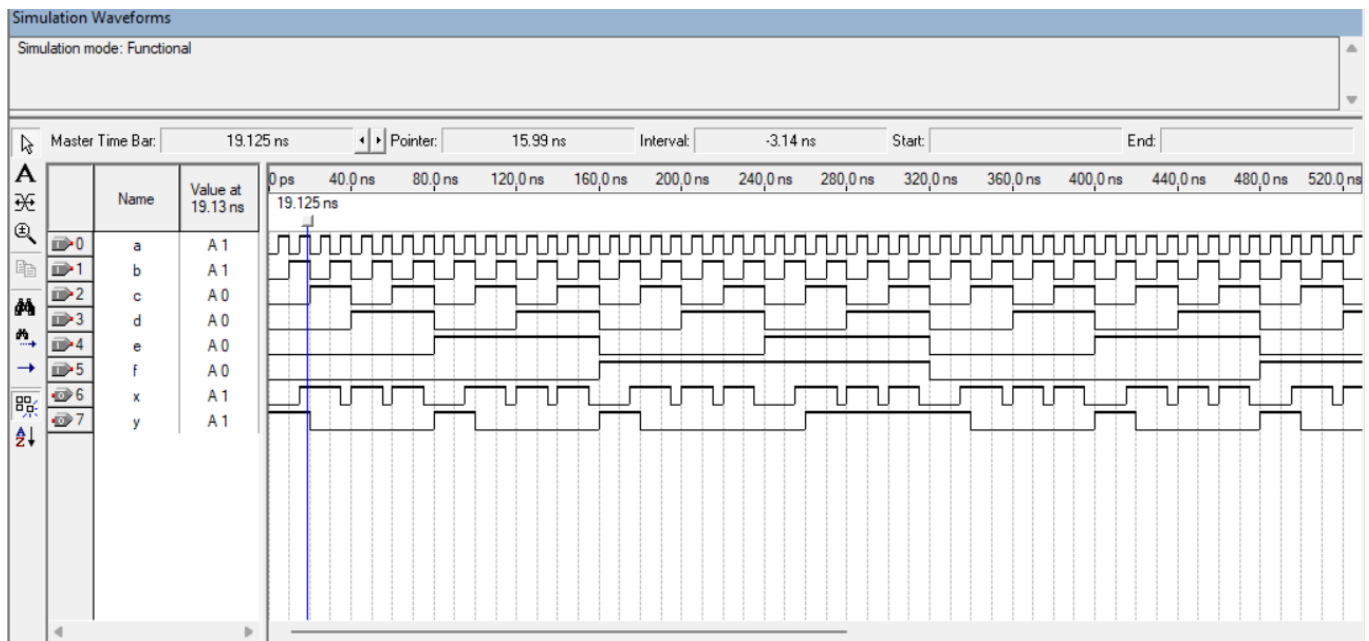 Simulation Waveforms
Simulation mode: Functional
Master Time Bar: 19.125 ns Pointer: 15.99 ns Interval: -3.14 ns Start: End:
Name Value at 19.13 ns 0 ps 40.0 ns 80.0 ns 120.0 ns 160.0 ns 200.0 ns 240.0 ns 280.0 ns 320.0 ns 360.0 ns 400.0 ns 440.0 ns 480.0 ns 520.0 ns
19.125 ns
0 a A 1
1 b A 1
2 c A 0
3 d A 0
4 e A 0
5 f A 0
6 x A 1
7 y A 1